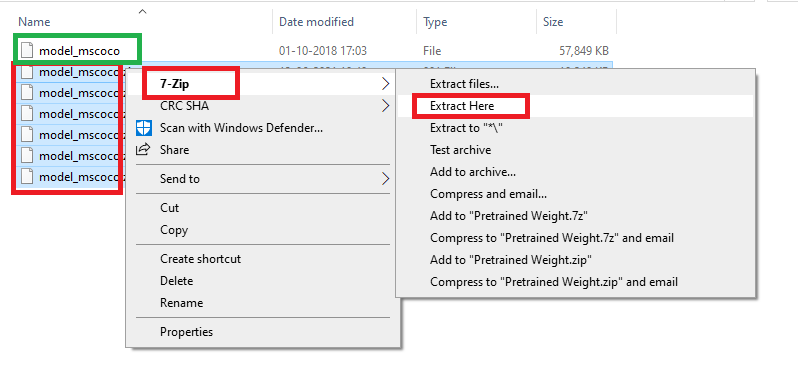 Name Date modified Type Size
model_mscoco 01-10-2018 17:03 File 57,849 KB
model_mscoco
model_mscoco
model_mscoco
model_mscoco
model_mscoco
model_mscoco
7-Zip
CRC SHA
Scan with Windows Defender...
Share
Send to
Cut
Copy
Create shortcut
Delete
Rename
Properties
Extract files...
Extract Here
Extract to "*\"
Test archive
Add to archive...
Compress and email...
Add to "Pretrained Weight.7z"
Compress to "Pretrained Weight.7z" and email
Add to "Pretrained Weight.zip"
Compress to "Pretrained Weight.zip" and email